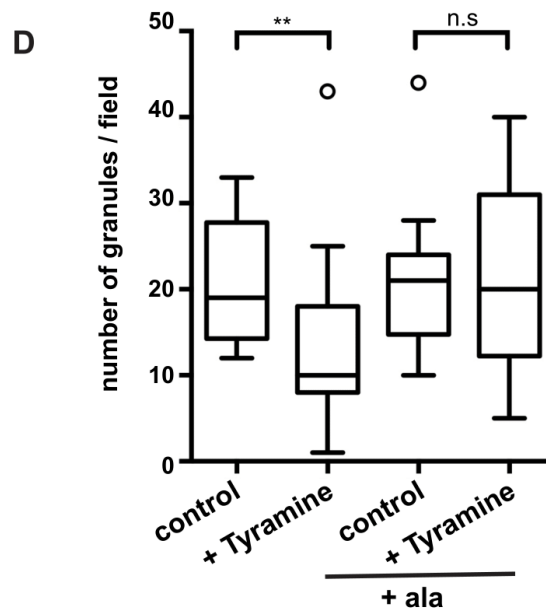 D
number of granules / field
50
40
30
20
10
0
**
n.s
control
+ Tyramine
control
+ Tyramine
+ ala